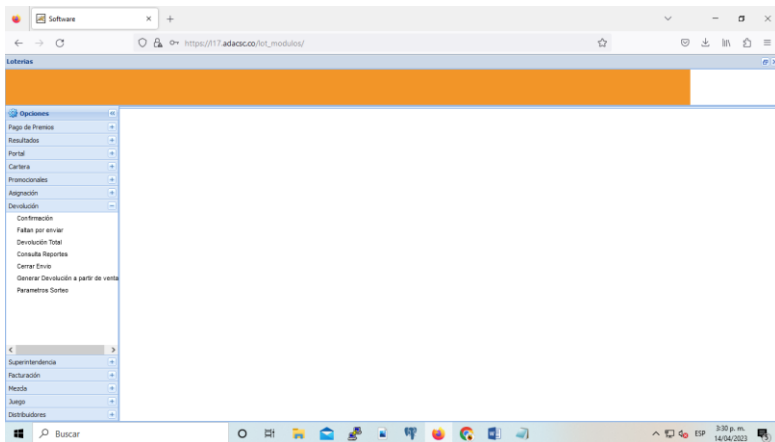 Software
https://l17.adacsc.co/lot_modulos/
Loterias
Opciones
Pago de Premios
Resultados
Portal
Cartera
Promocionales
Asignación
Devolución
Confirmación
Faltan por enviar
Devolución Total
Consulta Reportes
Cerrar Envio
Generar Devolución a partir de venta
Parametros Sorteo
Superintendencia
Facturación
Mezcla
Juego
Distribuidores
Buscar
ESP
3:30 p. m.
14/04/2023